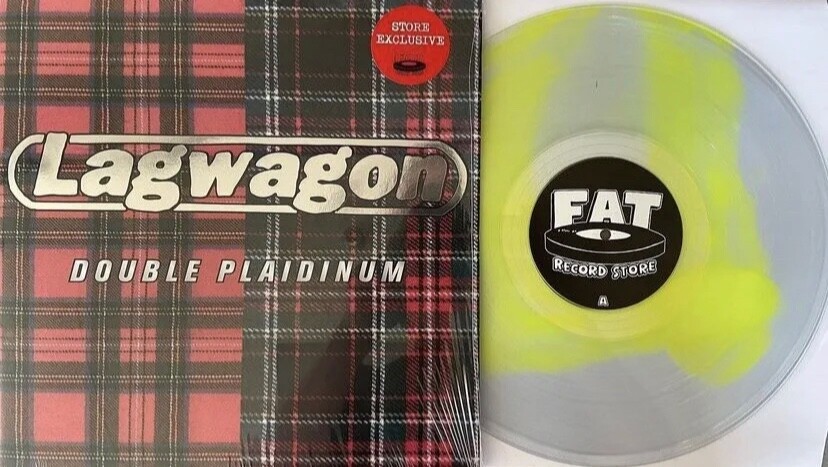 STORE
EXCLUSIVE
Lagwagon
DOUBLE PLAIDINUM
FAT
RECORD STORE
A